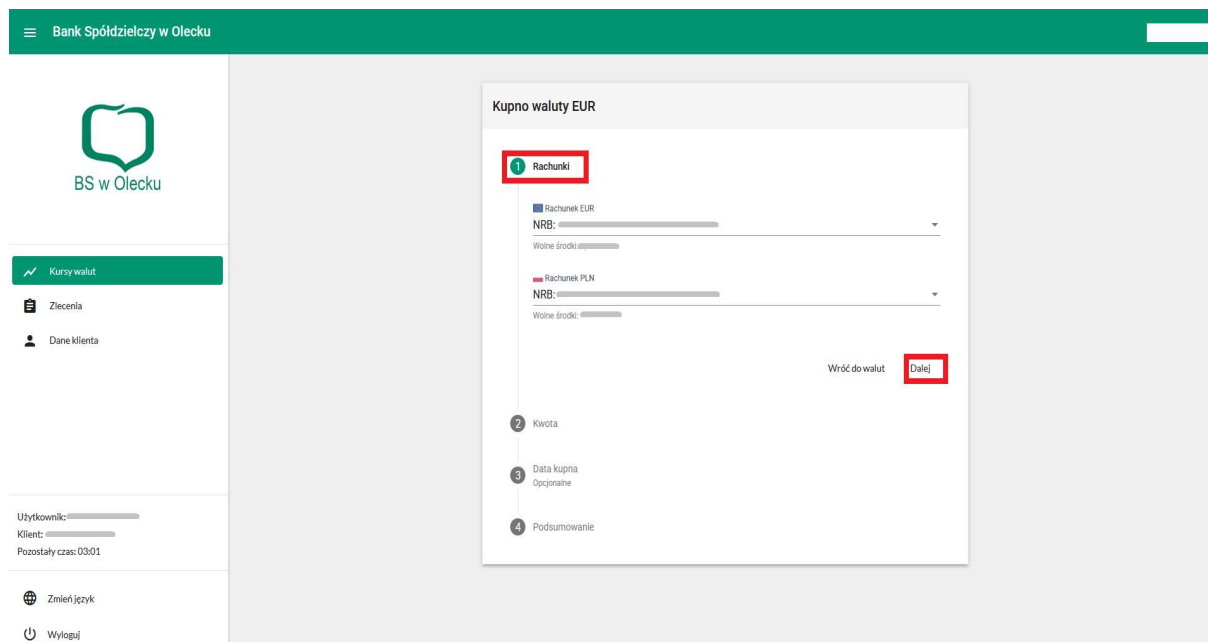 Bank Spółdzielczy w Olecku
BS w Olecku
Kursy walut
Zlecenia
Dane klienta
Użytkownik:
Klient:
Pozostały czas: 03:01
Zmień język
Wyloguj
Kupno waluty EUR
1 Rachunki
Rachunek EUR
NRB:
Wolne środki:
Rachunek PLN
NRB:
Wolne środki:
Wróć do walut Dalej
2 Kwota
3 Data kupna
Opcjonalne
4 Podsumowanie